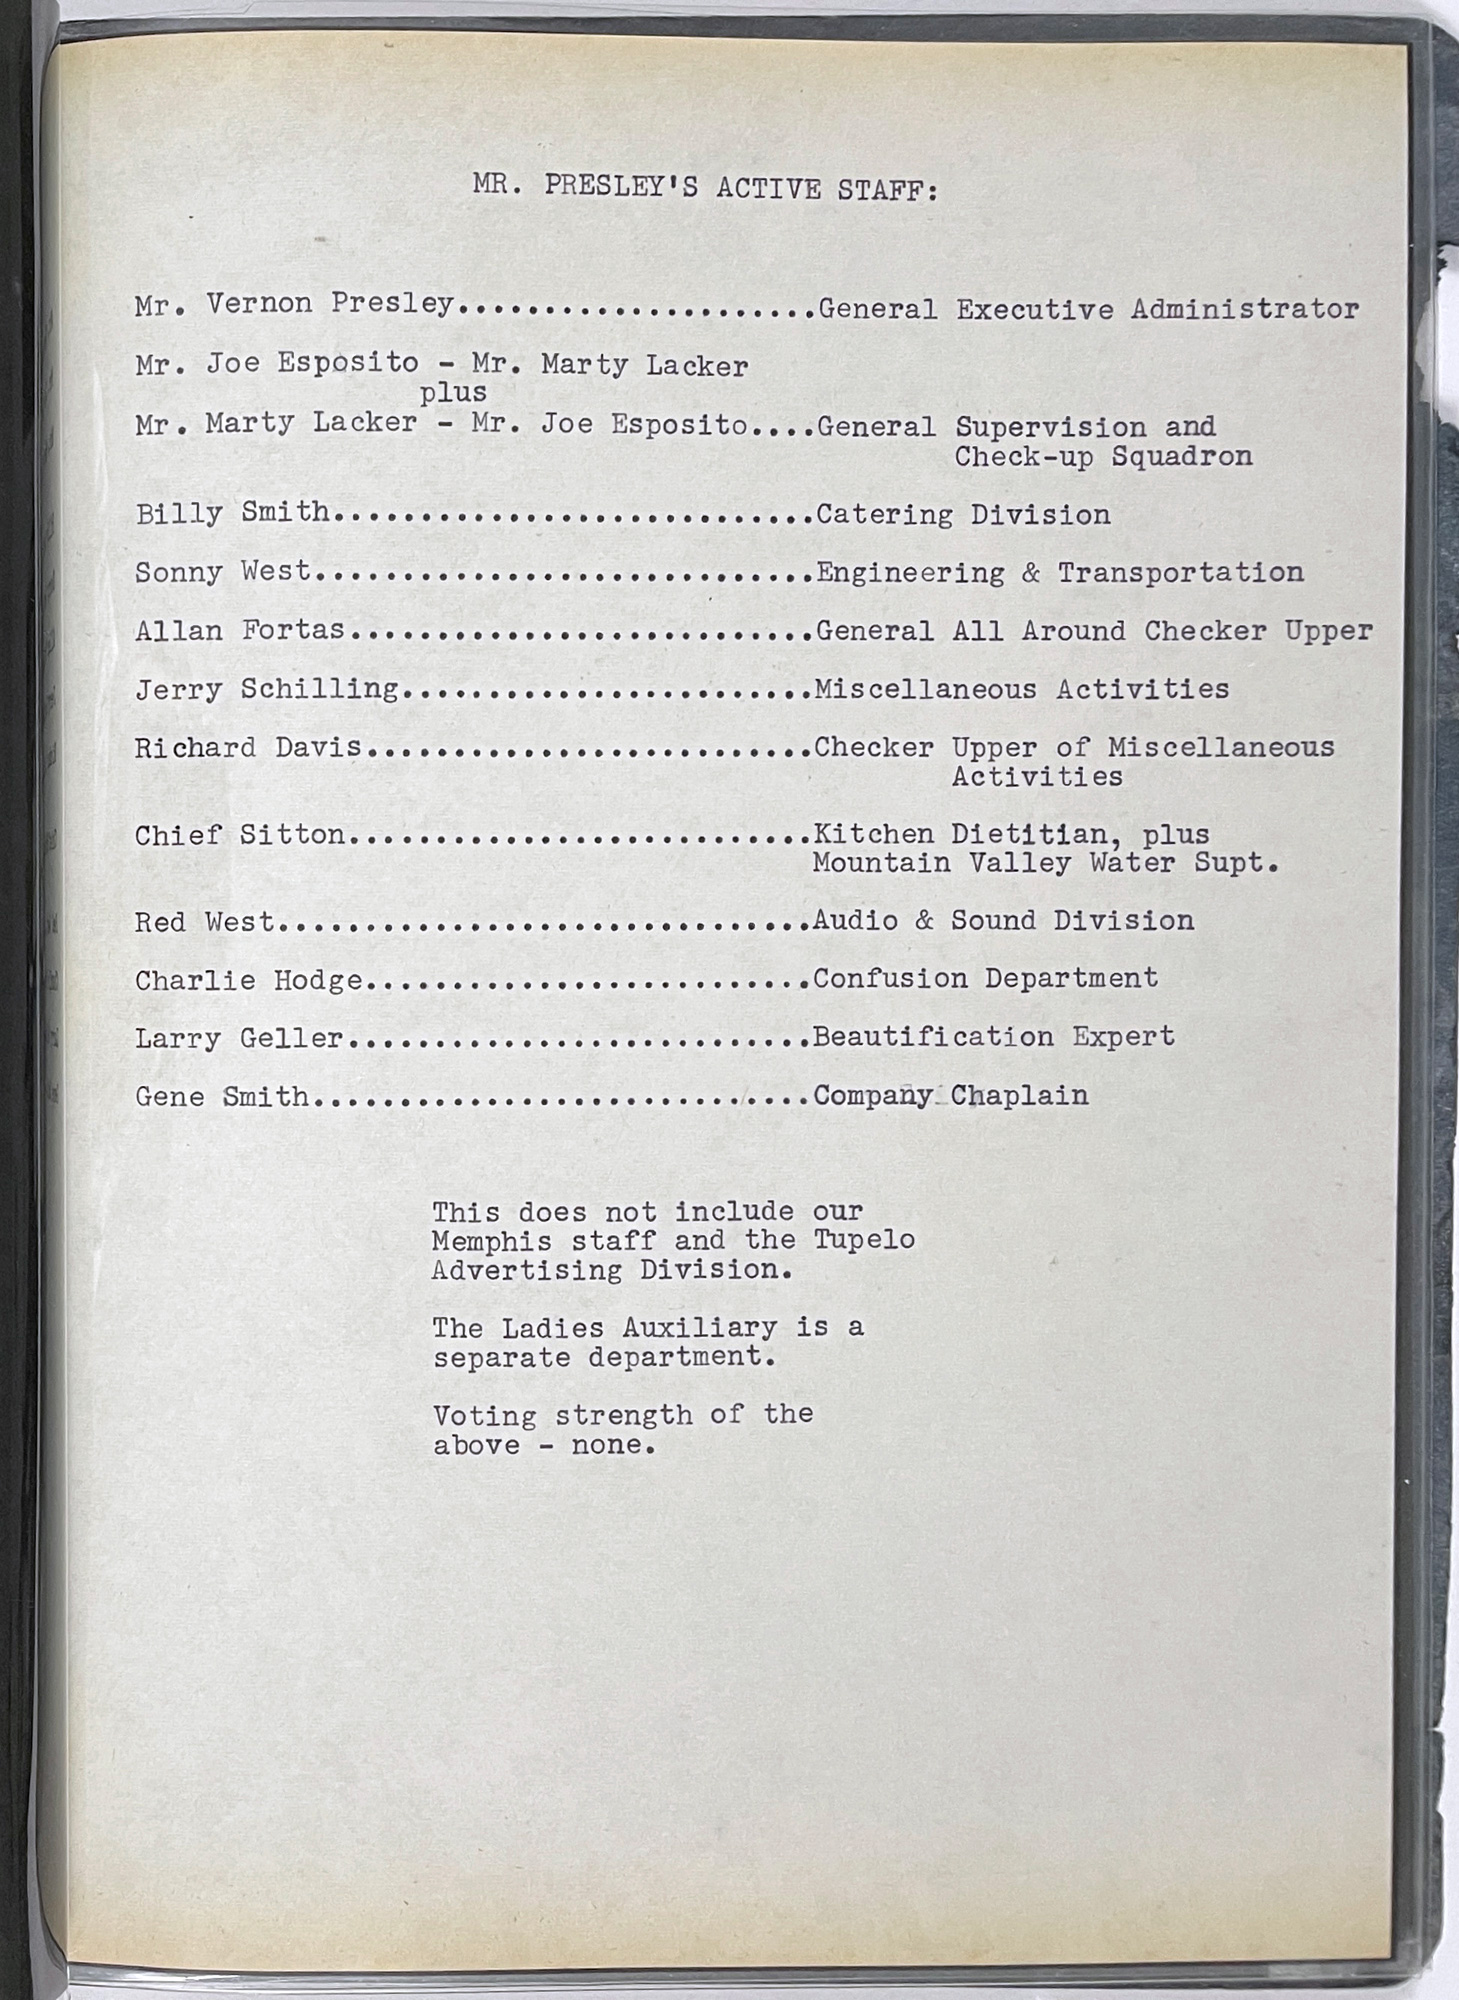 MR. PRESLEY'S ACTIVE STAFF:
Mr. Vernon Presley.....................General Executive Administrator
Mr. Joe Esposito - Mr. Marty Lacker
plus
Mr. Marty Lacker - Mr. Joe Esposito....General Supervision and
Check-up Squadron
Billy Smith............................Catering Division
Sonny West.............................Engineering & Transportation
Allan Fortas...........................General All Around Checker Upper
Jerry Schilling........................Miscellaneous Activities
Richard Davis..........................Checker Upper of Miscellaneous
Activities
Chief Sitton...........................Kitchen Dietitian, plus
Mountain Valley Water Supt.
Red West...............................Audio & Sound Division
Charlie Hodge..........................Confusion Department
Larry Geller...........................Beautification Expert
Gene Smith.............................Company Chaplain
This does not include our
Memphis staff and the Tupelo
Advertising Division.
The Ladies Auxiliary is a
separate department.
Voting strength of the
above - none.